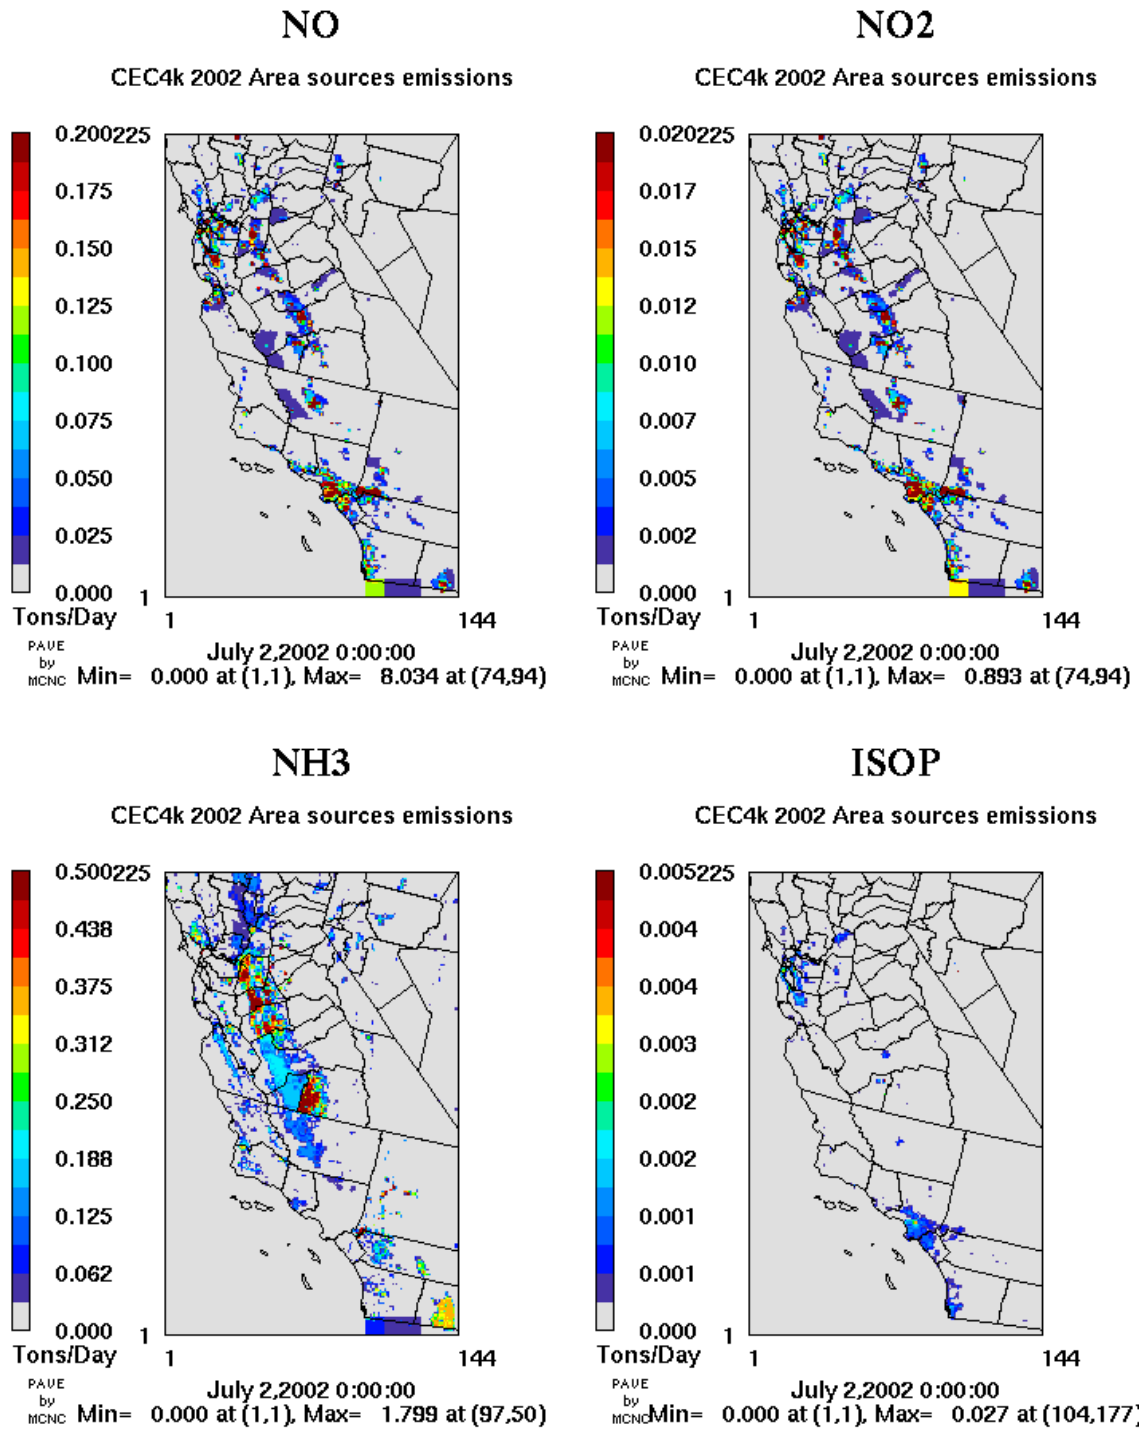 NO
CEC4k 2002 Area sources emissions
0.200
0.175
0.150
0.125
0.100
0.075
0.050
0.025
0.000
Tons/Day
225
1
1
144
PAVE
by
MCNC
July 2,2002 0:00:00
Min= 0.000 at (1,1), Max= 8.034 at (74,94)
NO2
CEC4k 2002 Area sources emissions
0.020
0.017
0.015
0.012
0.010
0.007
0.005
0.002
0.000
Tons/Day
225
1
1
144
PAVE
by
MCNC
July 2,2002 0:00:00
Min= 0.000 at (1,1), Max= 0.893 at (74,94)
NH3
CEC4k 2002 Area sources emissions
0.500
0.438
0.375
0.312
0.250
0.188
0.125
0.062
0.000
Tons/Day
225
1
1
144
PAVE
by
MCNC
July 2,2002 0:00:00
Min= 0.000 at (1,1), Max= 1.799 at (97,50)
ISOP
CEC4k 2002 Area sources emissions
0.005
0.004
0.004
0.003
0.002
0.002
0.001
0.001
0.000
Tons/Day
225
1
1
144
PAVE
by
MCNC
July 2,2002 0:00:00
Min= 0.000 at (1,1), Max= 0.027 at (104,177)